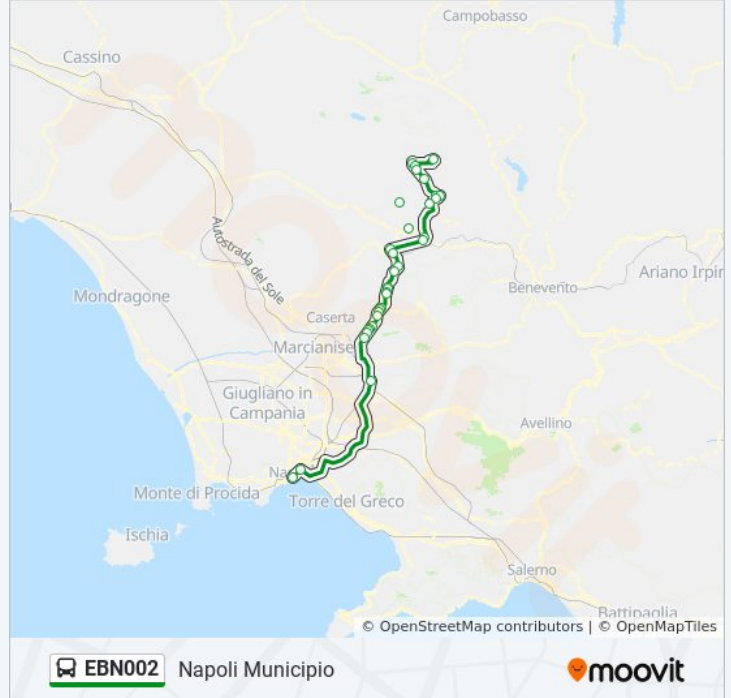 Campobasso
Cassino
Autostrada del Sole
Ariano Irpir
Benevento
Mondragone
Caserta
Marcianise
Giugliano in
Campania
Avellino
Na
Monte di Procida
Torre del Greco
Ischia
Salerno
Battipaglia
© OpenStreetMap contributors | © OpenMapTiles
EBN002 Napoli Municipio
moovit